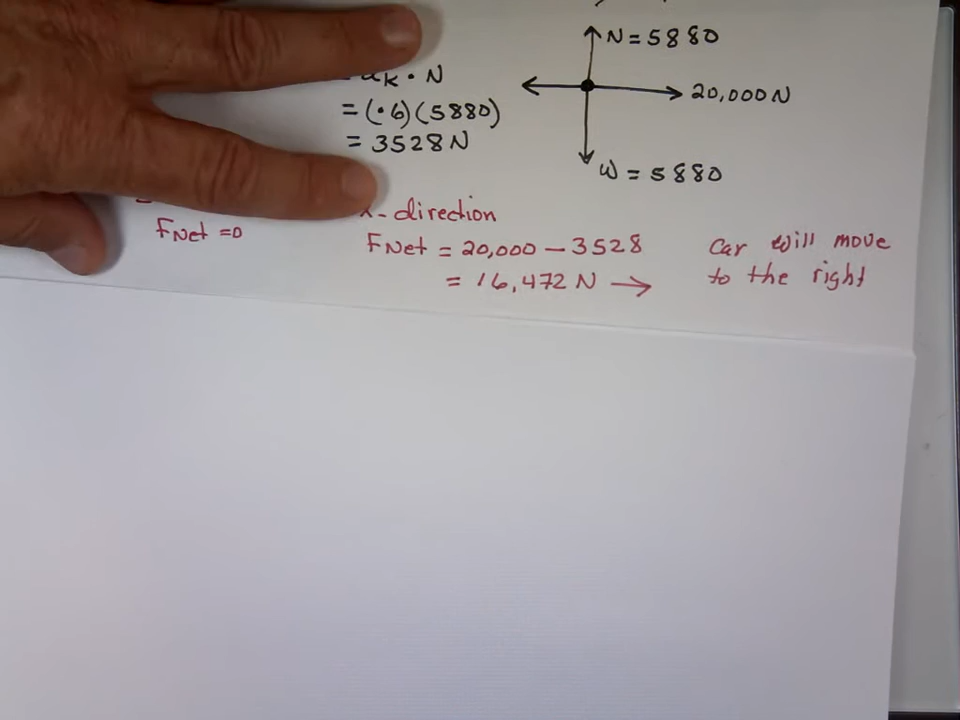 N = 5880
• N
= (.6)(5880)
20,000 N
= 3528 N
W = 5880
- direction
FNet = 0
FNet = 20,000 - 3528
= 16,472 N →
Car will move
to the right